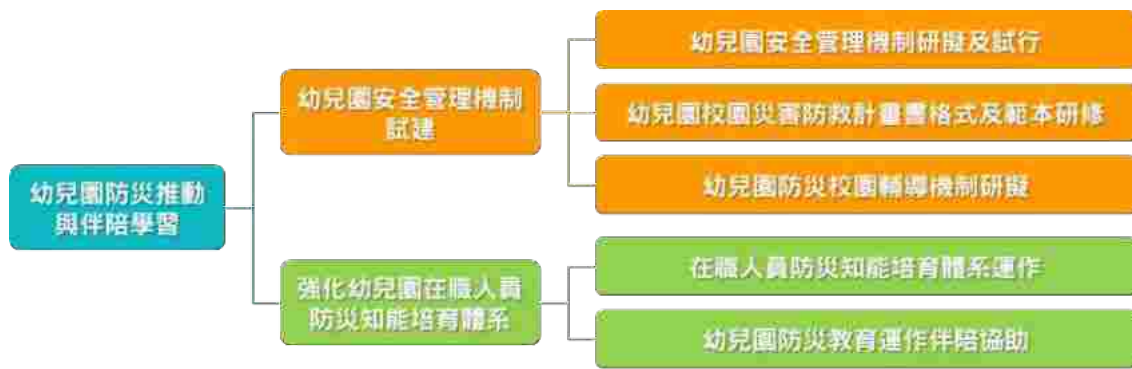 幼兒園防災推動
與伴陪學習
幼兒園安全管理機制
試建
幼兒園安全管理機制研擬及試行
幼兒園校園災害防救計畫書格式及範本研修
幼兒園防災校園輔導機制研擬
強化幼兒園在職人員
防災知能培育體系
在職人員防災知能培育體系運作
幼兒園防災教育運作伴陪協助